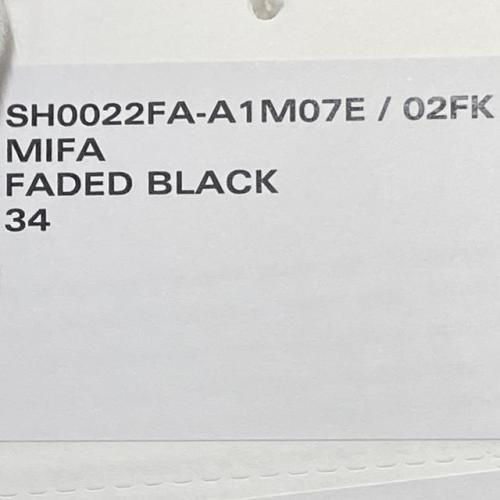 SH0022FA-A1M07E / 02FK
MIFA
FADED BLACK
34